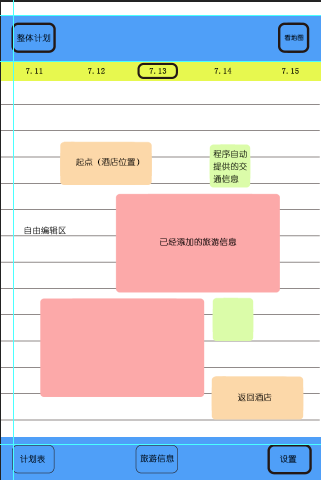 整体计划
看地图
7.11 7.12 7.13 7.14 7.15
起点（酒店位置）
程序自动
提供的交
通信息
自由编辑区
已经添加的旅游信息
返回酒店
计划表
旅游信息
设置